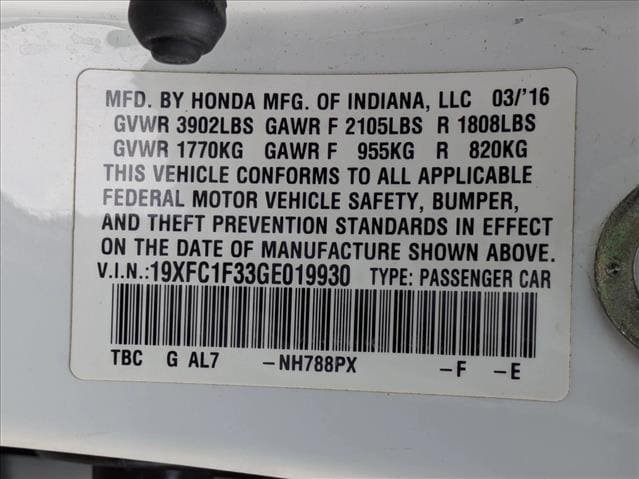 MFD. BY HONDA MFG. OF INDIANA, LLC 03/'16
GVWR 3902LBS GAWR F 2105LBS R 1808LBS
GVWR 1770KG GAWR F 955KG R 820KG
THIS VEHICLE CONFORMS TO ALL APPLICABLE
FEDERAL MOTOR VEHICLE SAFETY, BUMPER,
AND THEFT PREVENTION STANDARDS IN EFFECT
ON THE DATE OF MANUFACTURE SHOWN ABOVE.
V.I.N.:19XFC1F33GE019930 TYPE: PASSENGER CAR
TBC G AL7 -NH788PX -F -E